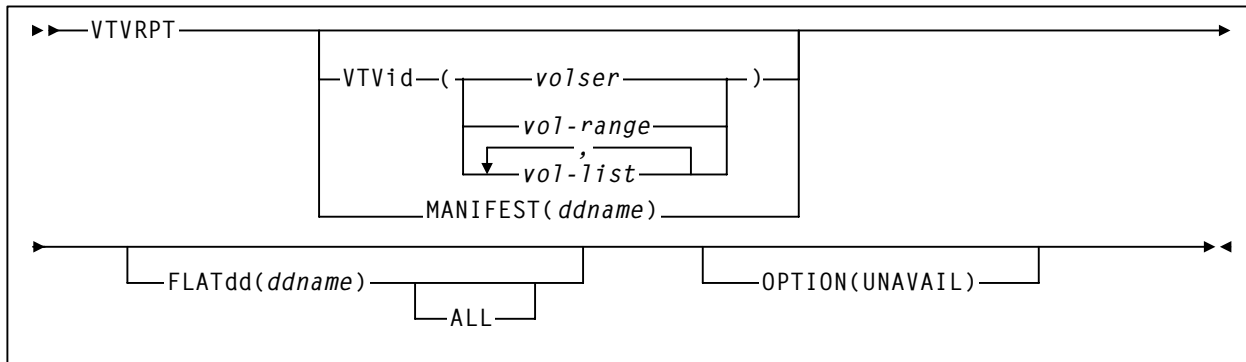 VTVRPT
VTVid ( volser )
vol-range
,
vol-list
MANIFEST(ddname)
FLATdd(ddname)
ALL
OPTION(UNAVAIL)